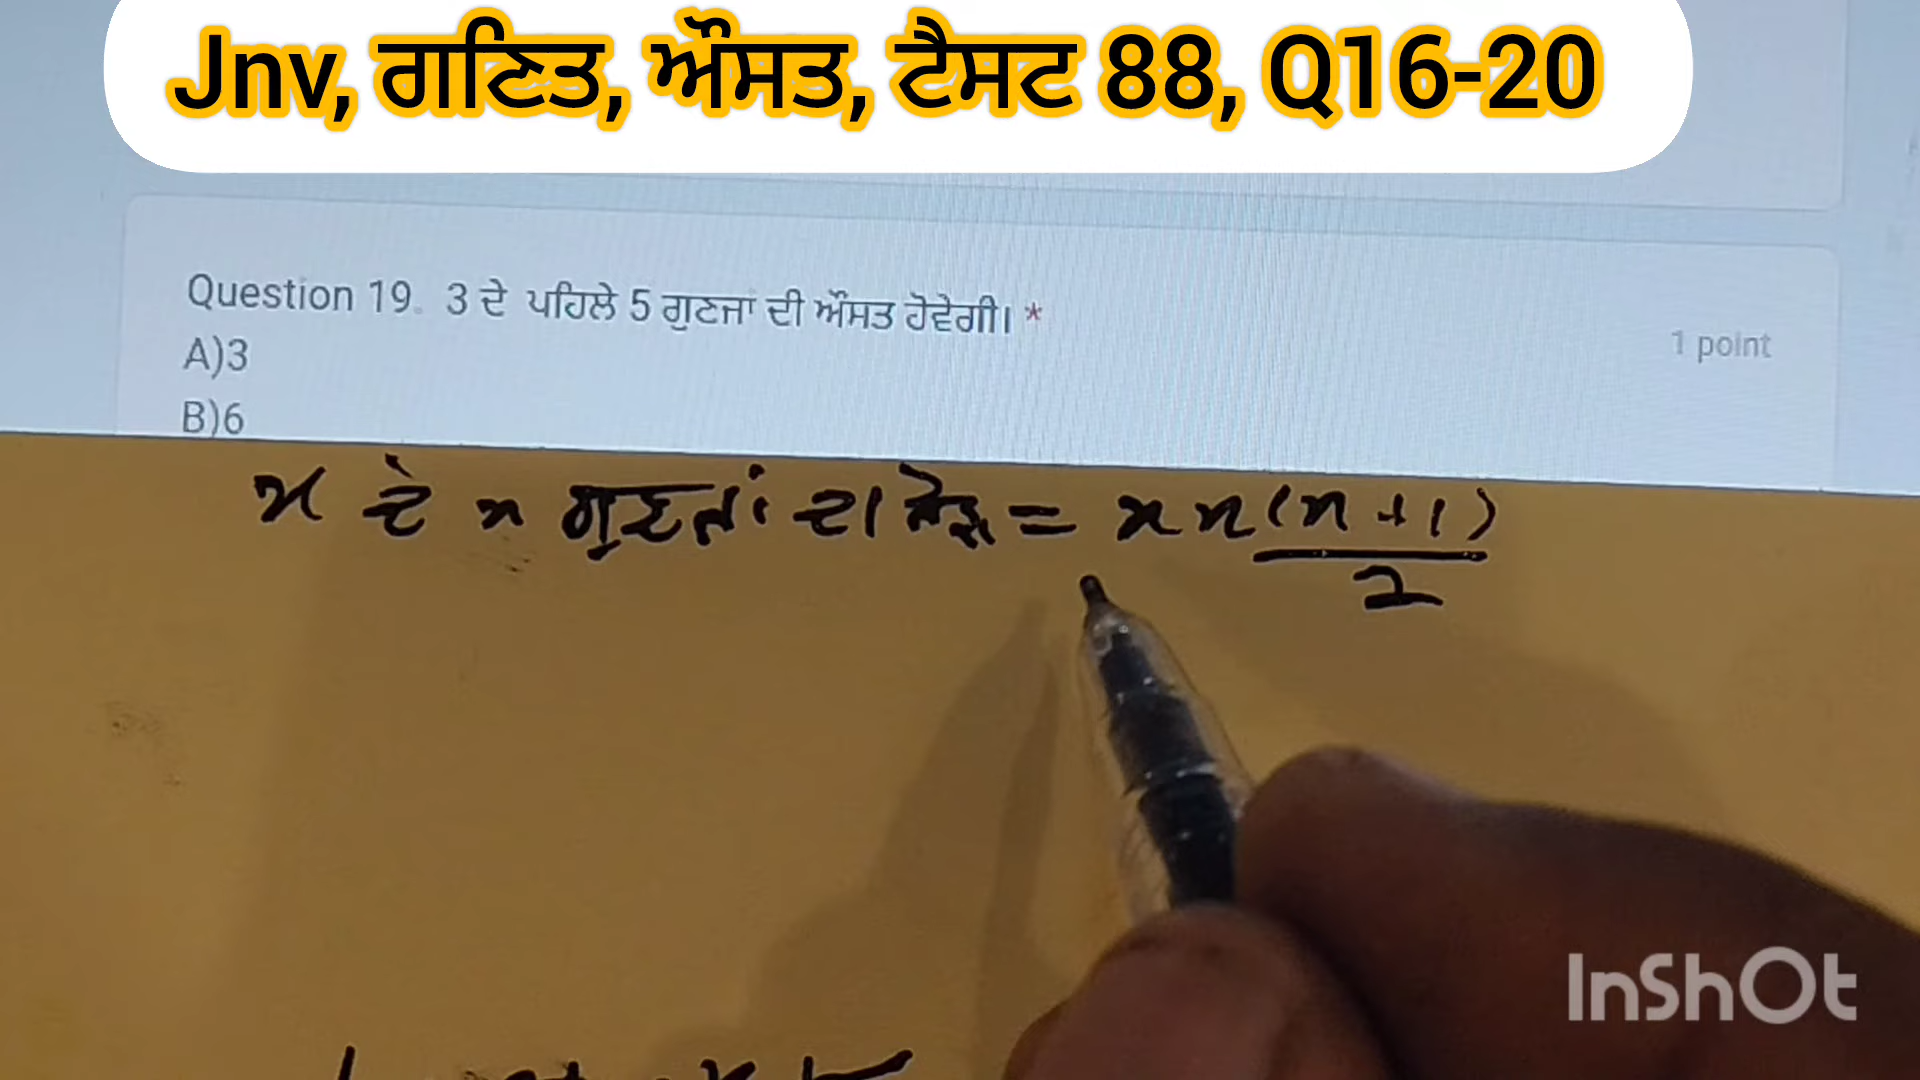 Jnv, ਗਣਿਤ, ਔਸਤ, ਟੈਸਟ 88, Q16-20
Question 19. 3 ਦੇ ਪਹਿਲੇ 5 ਗੁਣਜਾਂ ਦੀ ਔਸਤ ਹੋਵੇਗੀ। *
1 point
A)3
B)6
x ਦੇ n ਗੁਣਜਾਂ ਦਾ ਜੋੜ = x n(n+1)
2
InShOt